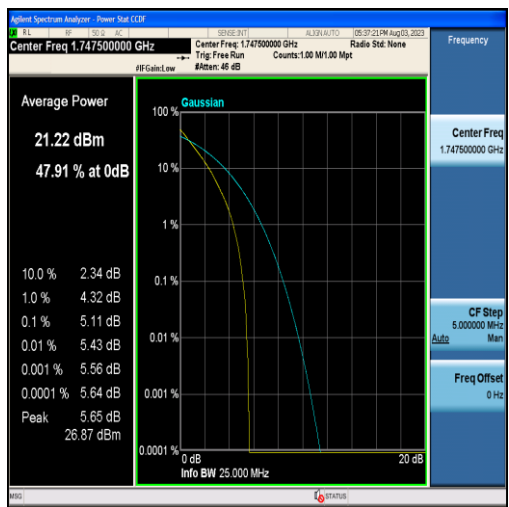 Agilent Spectrum Analyzer - Power Stat CCDF
RL RF 50 Ω AC SENSE:INT ALIGN AUTO 05:37:21 PM Aug 03, 2023
Center Freq 1.747500000 GHz
Center Freq: 1.747500000 GHz Radio Std: None
Trig: Free Run Counts:1.00 M/1.00 Mpt
#IFGain:Low #Atten: 46 dB
Frequency
Average Power
21.22 dBm
47.91 % at 0dB
10.0 % 2.34 dB
1.0 % 4.32 dB
0.1 % 5.11 dB
0.01 % 5.43 dB
0.001 % 5.56 dB
0.0001 % 5.64 dB
Peak 5.65 dB
26.87 dBm
100 % Gaussian
10 %
1 %
0.1 %
0.01 %
0.001 %
0.0001 %
0 dB 20 dB
Info BW 25.000 MHz
Center Freq
1.747500000 GHz
CF Step
5.000000 MHz
Auto Man
Freq Offset
0 Hz
MSG STATUS